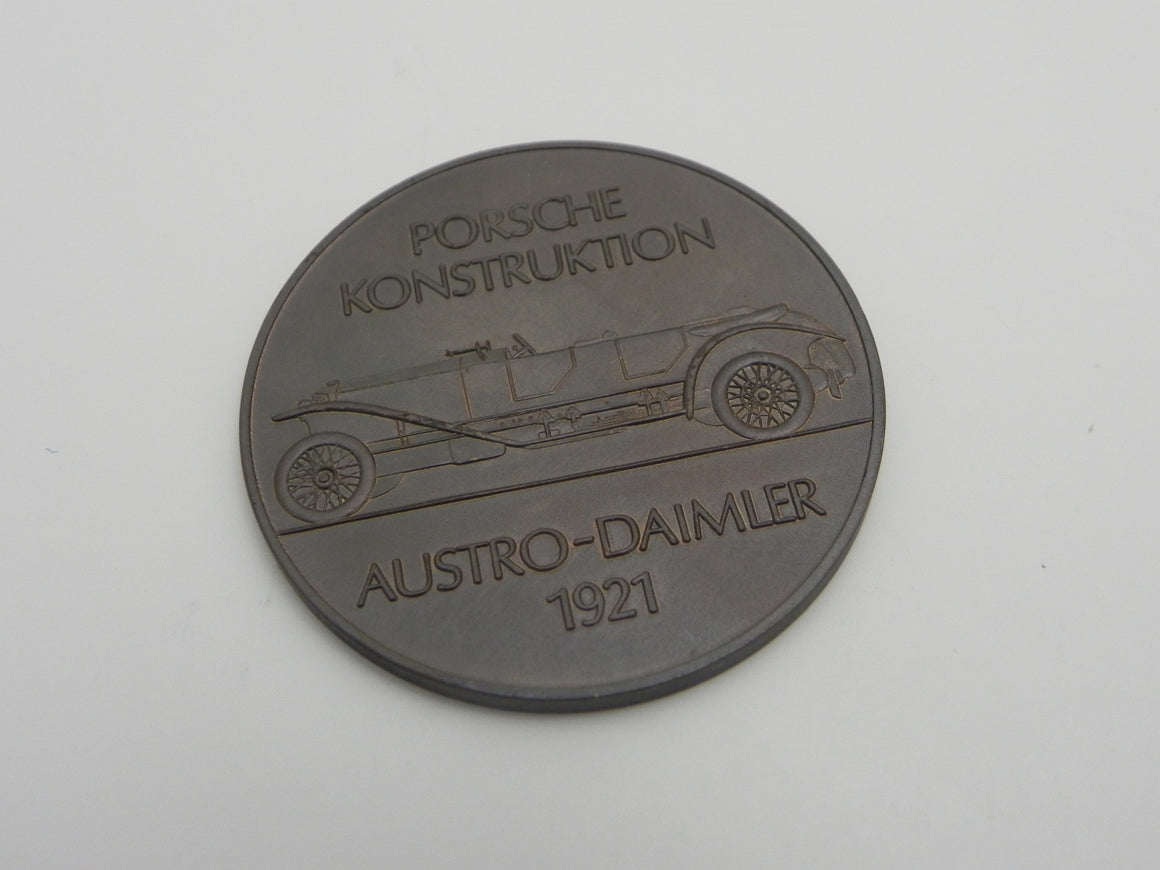 PORSCHE
KONSTRUKTION
AUSTRO-DAIMLER
1921